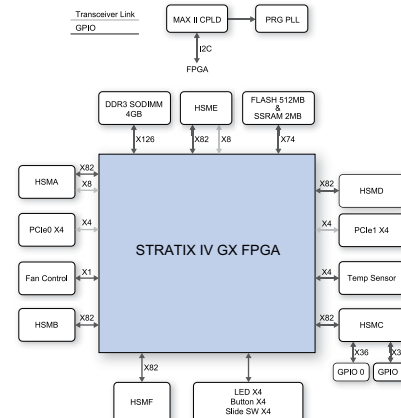 Transceiver Link
GPIO
MAX II CPLD
PRG PLL
I2C
FPGA
DDR3 SODIMM
4GB
HSME
FLASH 512MB
&
SSRAM 2MB
X126
X82
X8
X74
HSMA
X82
X8
X82
HSMD
PCIe0 X4
X4
X4
PCIe1 X4
STRATIX IV GX FPGA
Fan Control
X1
X4
Temp Sensor
HSMB
X82
X82
HSMC
X36
X3
GPIO 0
GPIO
X82
HSMF
LED X4
Button X4
Slide SW X4